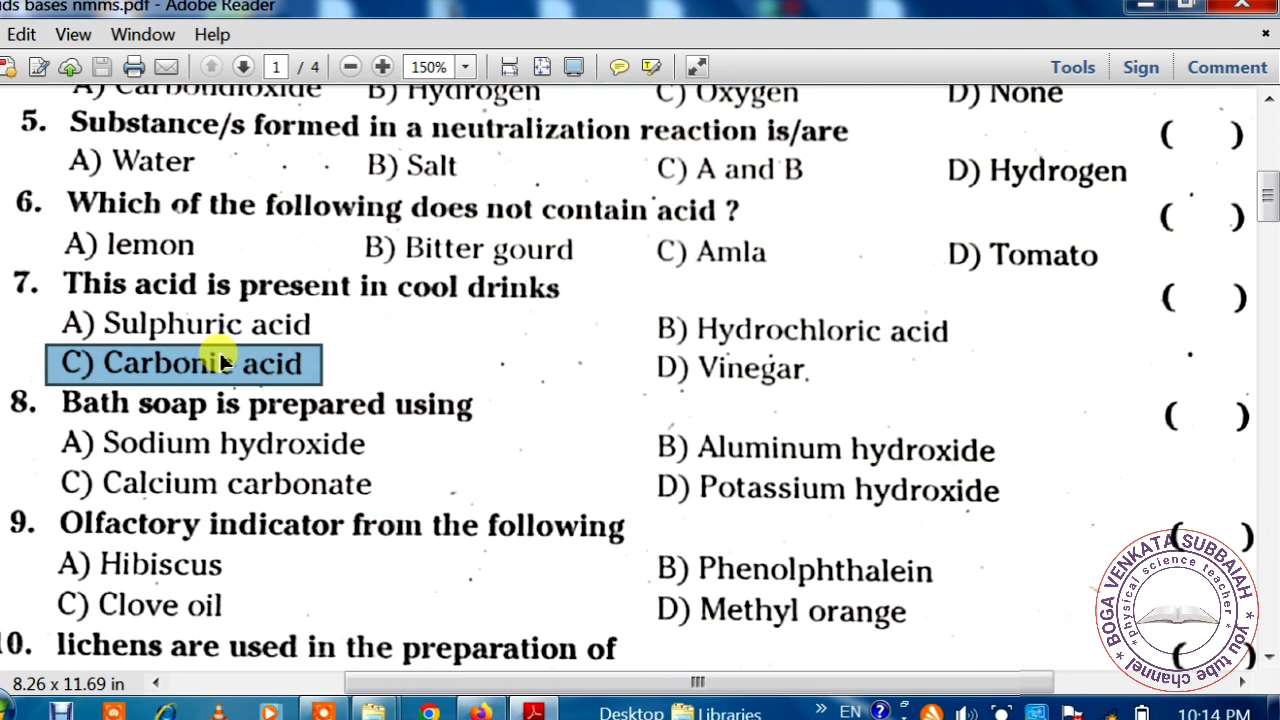 ids bases nmms.pdf - Adobe Reader
Edit View Window Help
1 / 4 150% Tools Sign Comment
A) Carbondioxide B) Hydrogen C) Oxygen D) None
5. Substance/s formed in a neutralization reaction is/are ( )
A) Water B) Salt C) A and B D) Hydrogen
6. Which of the following does not contain acid ? ( )
A) lemon B) Bitter gourd C) Amla D) Tomato
7. This acid is present in cool drinks ( )
A) Sulphuric acid B) Hydrochloric acid
C) Carbonic acid D) Vinegar.
8. Bath soap is prepared using ( )
A) Sodium hydroxide B) Aluminum hydroxide
C) Calcium carbonate D) Potassium hydroxide
9. Olfactory indicator from the following ( )
A) Hibiscus B) Phenolphthalein
C) Clove oil D) Methyl orange
10. lichens are used in the preparation of ( )
* BOGA VENKATA SUBBAIAH * you tube channel
*physical science teacher*
8.26 x 11.69 in
Desktop Libraries » EN 10:14 PM